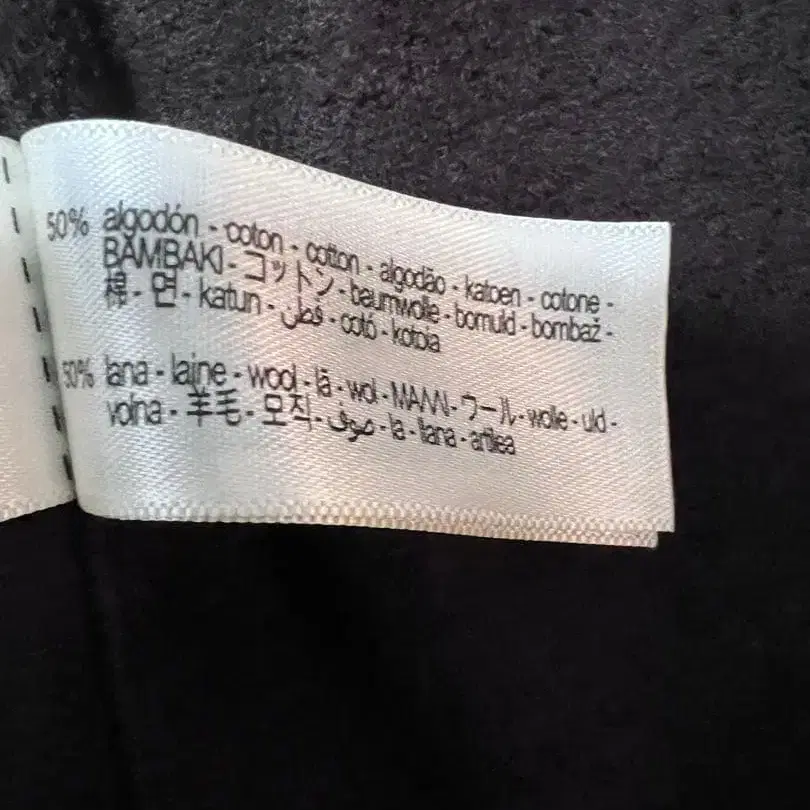 50% algodón - coton - cotton - algodão - katoen - cotone -
BAMBAKI - コットン - baumwolle - bomuld - bombaž -
棉 - 면 - katun - قطن - cotó - kotoia
50% lana - laine - wool - lã - wol - MAΛΛI - ウール - wolle - uld -
volna - 羊毛 - 모직 - صوف - la - llana - artilea